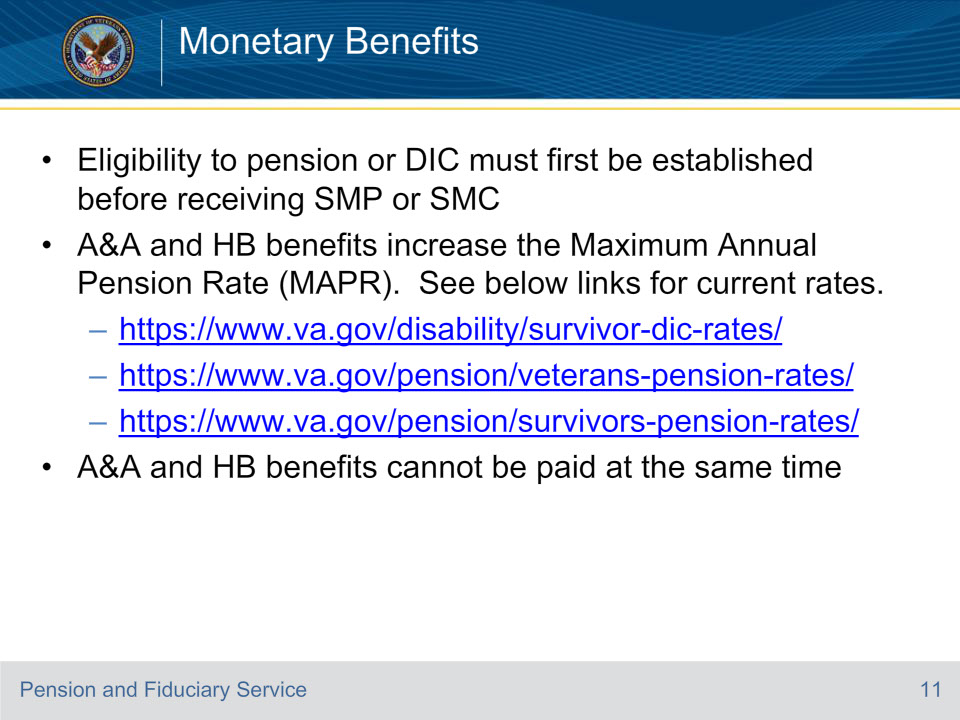 Monetary Benefits
• Eligibility to pension or DIC must first be established
before receiving SMP or SMC
• A&A and HB benefits increase the Maximum Annual
Pension Rate (MAPR).  See below links for current rates.
– https://www.va.gov/disability/survivor-dic-rates/
– https://www.va.gov/pension/veterans-pension-rates/
– https://www.va.gov/pension/survivors-pension-rates/
• A&A and HB benefits cannot be paid at the same time
Pension and Fiduciary Service
11